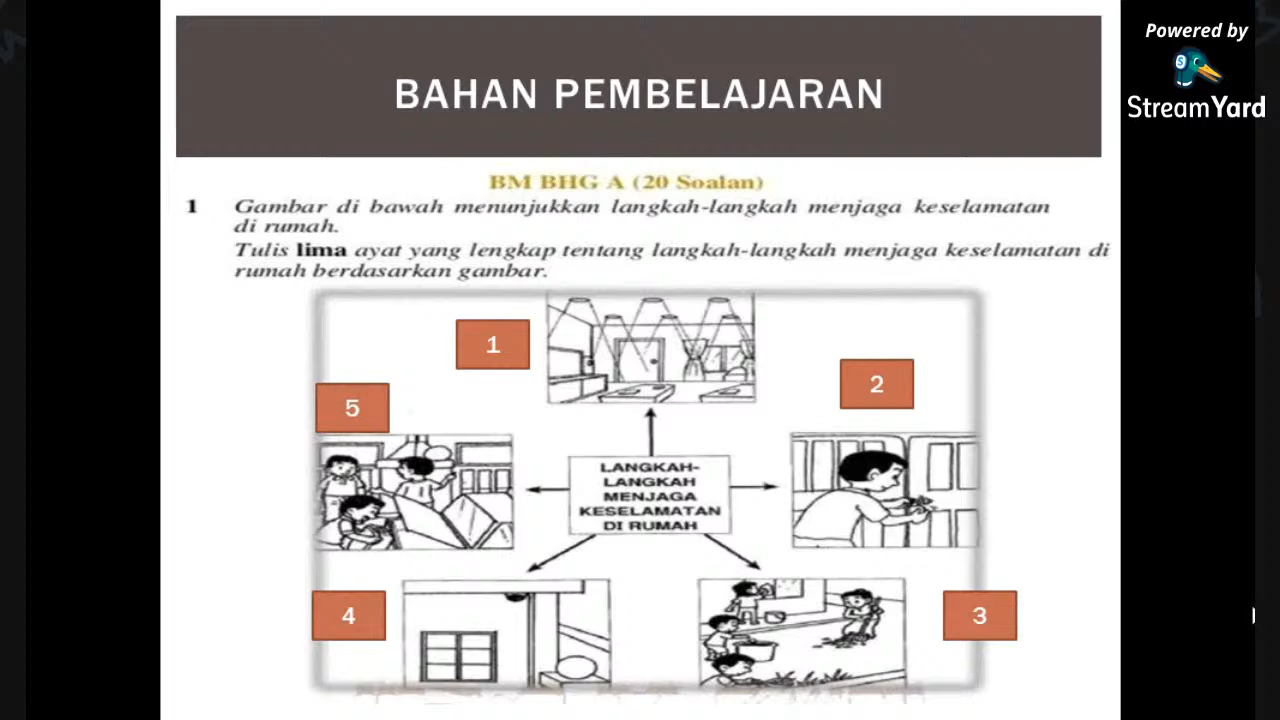 Powered by
StreamYard
BAHAN PEMBELAJARAN
BM BHG A (20 Soalan)
1 Gambar di bawah menunjukkan langkah-langkah menjaga keselamatan
di rumah.
Tulis lima ayat yang lengkap tentang langkah-langkah menjaga keselamatan di
rumah berdasarkan gambar.
1
2
5
LANGKAH-
LANGKAH
MENJAGA
KESELAMATAN
DI RUMAH
4
3